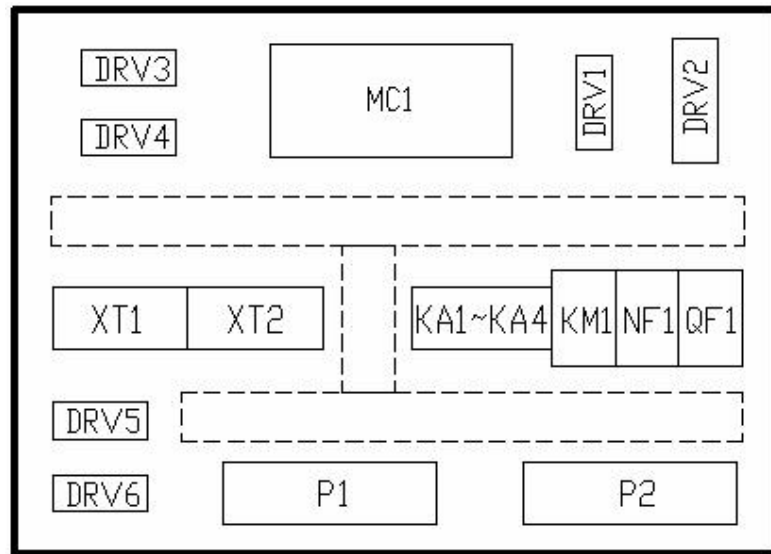 DRV3
DRV4
MC1
DRV1
DRV2
XT1
XT2
KA1~KA4
KM1
NF1
QF1
DRV5
DRV6
P1
P2